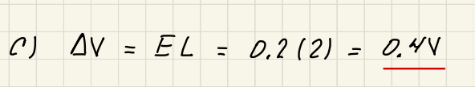 c) ΔV = EL = 0.2 (2) = 0.4V